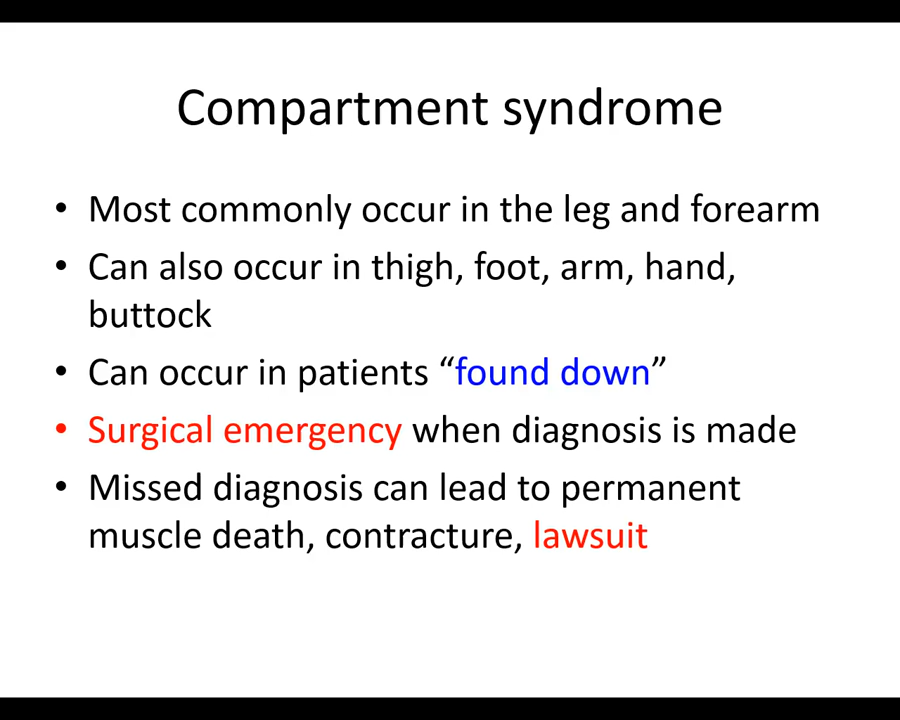 Compartment syndrome
• Most commonly occur in the leg and forearm
• Can also occur in thigh, foot, arm, hand,
buttock
• Can occur in patients “found down”
• Surgical emergency when diagnosis is made
• Missed diagnosis can lead to permanent
muscle death, contracture, lawsuit